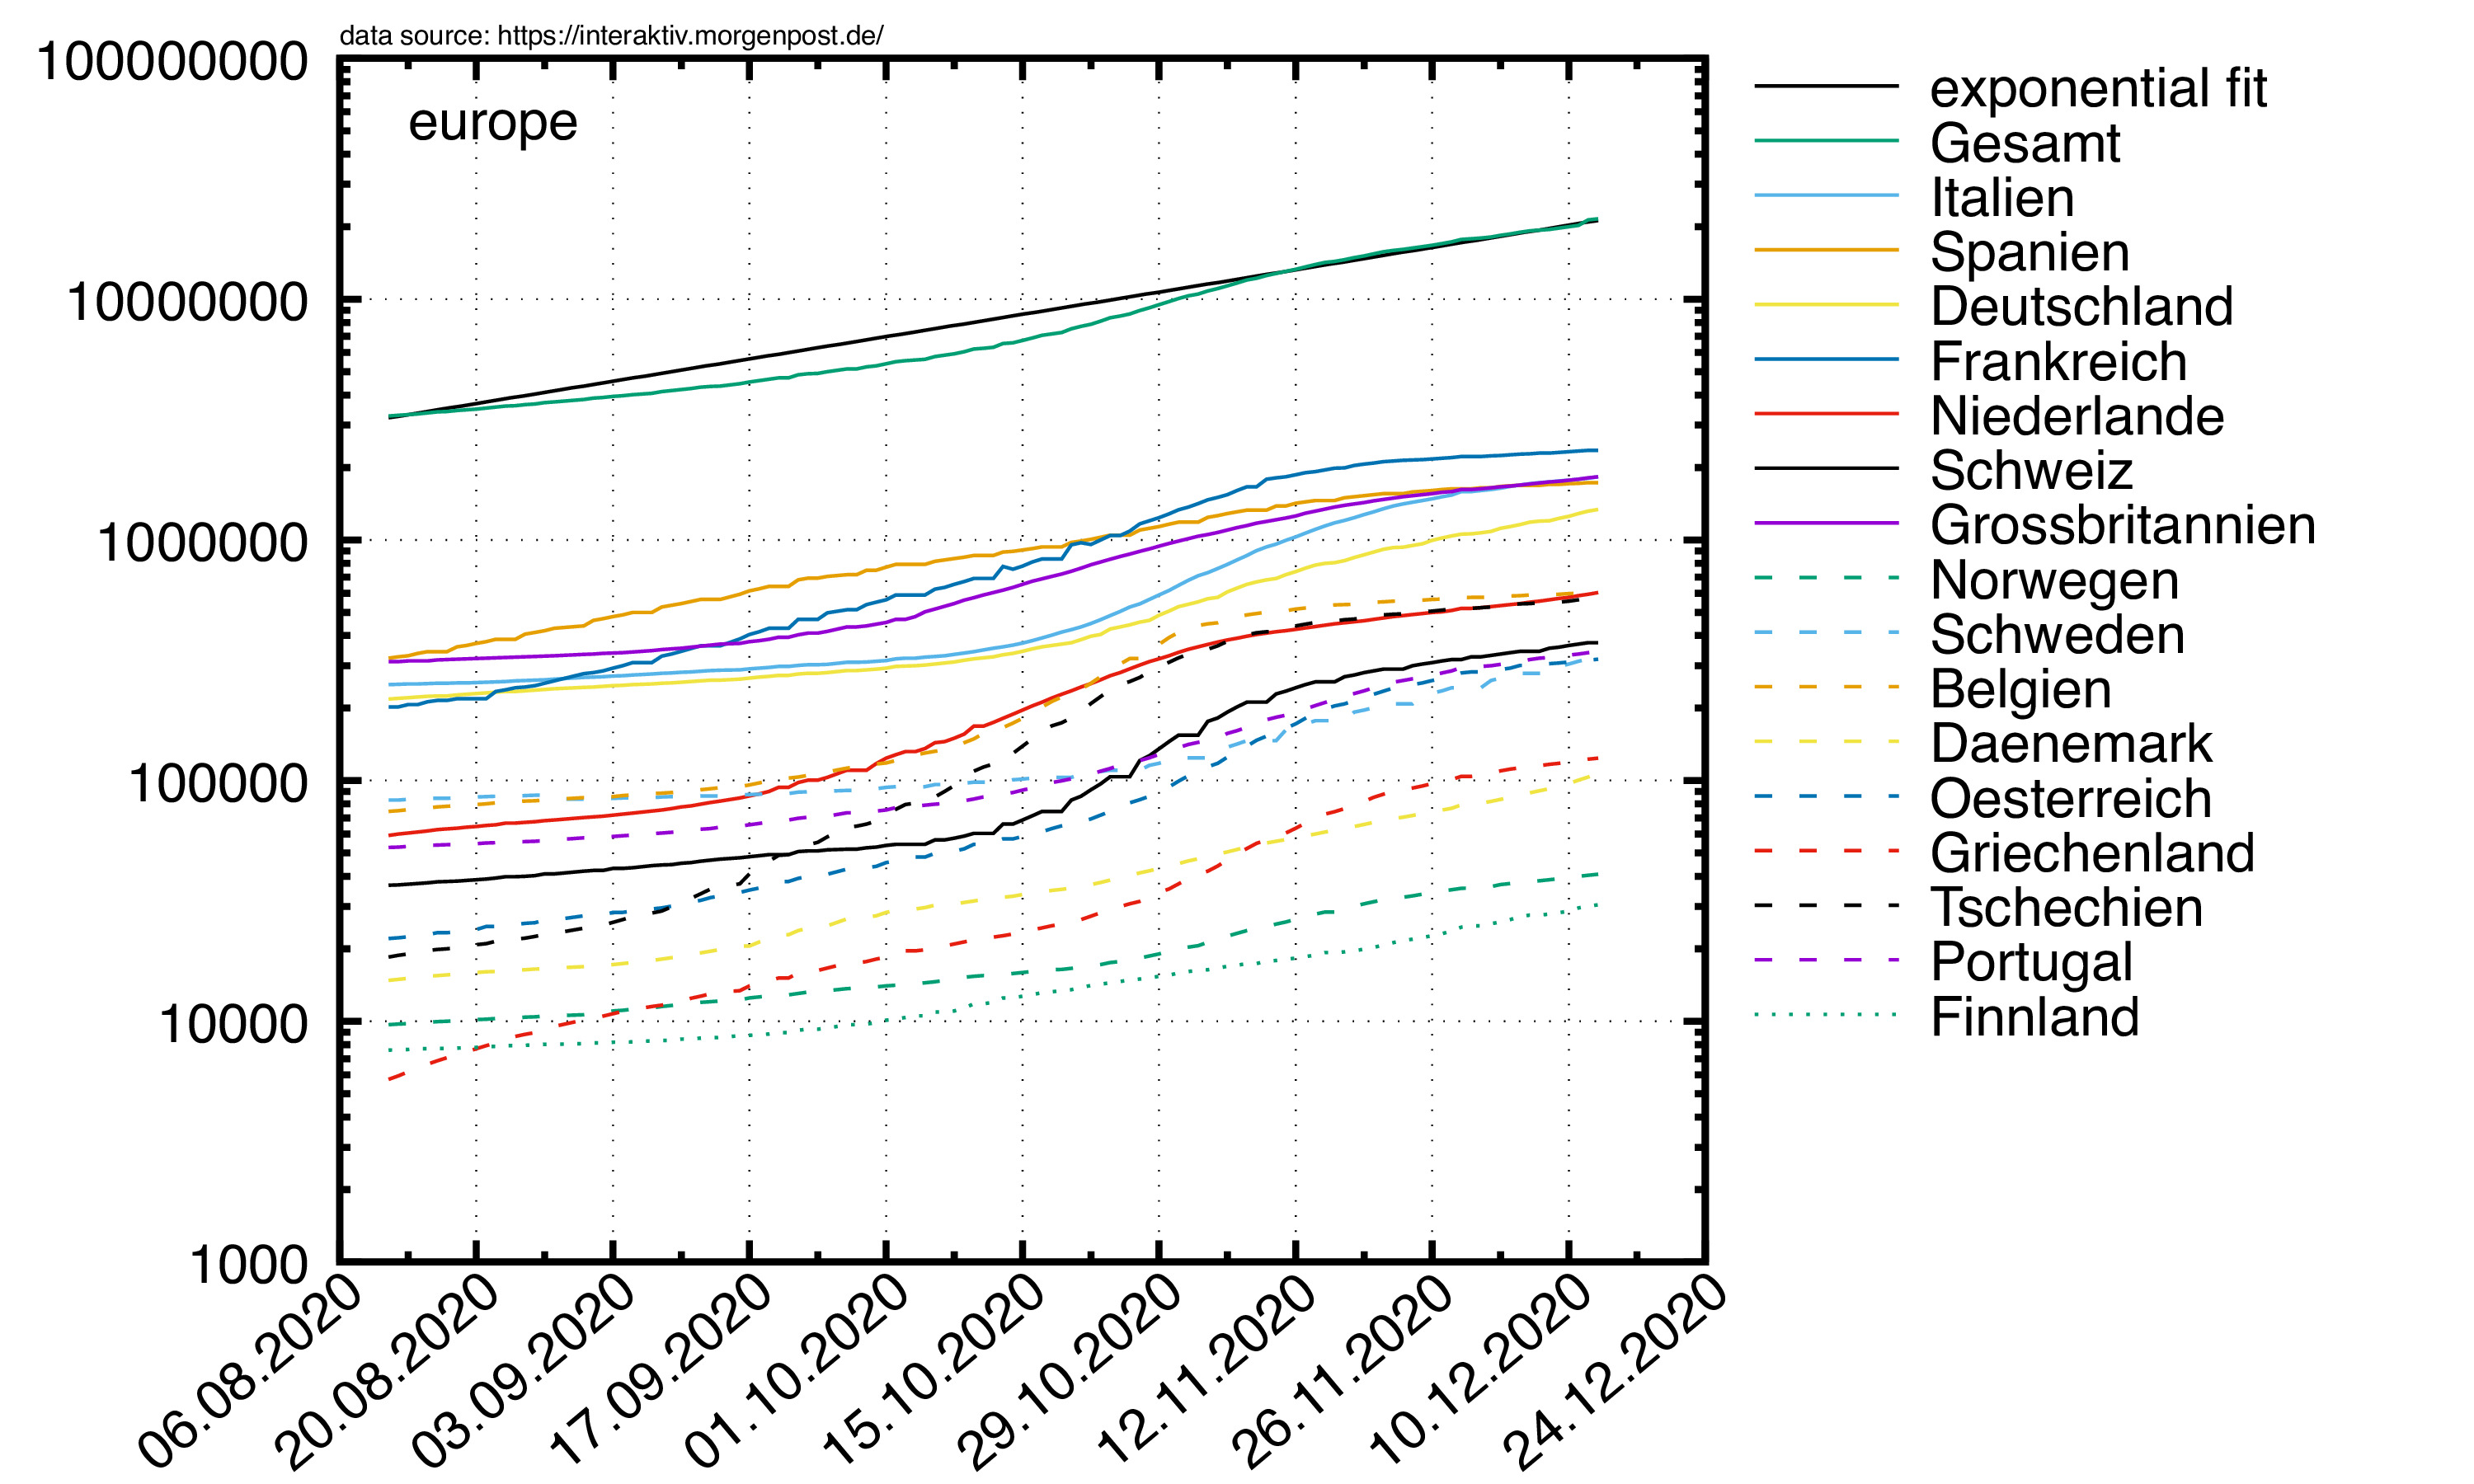 data source: https://interaktiv.morgenpost.de/
europe
100000000
10000000
1000000
100000
10000
1000
06.08.2020
20.08.2020
03.09.2020
17.09.2020
01.10.2020
15.10.2020
29.10.2020
12.11.2020
26.11.2020
10.12.2020
24.12.2020
exponential fit
Gesamt
Italien
Spanien
Deutschland
Frankreich
Niederlande
Schweiz
Grossbritannien
Norwegen
Schweden
Belgien
Daenemark
Oesterreich
Griechenland
Tschechien
Portugal
Finnland